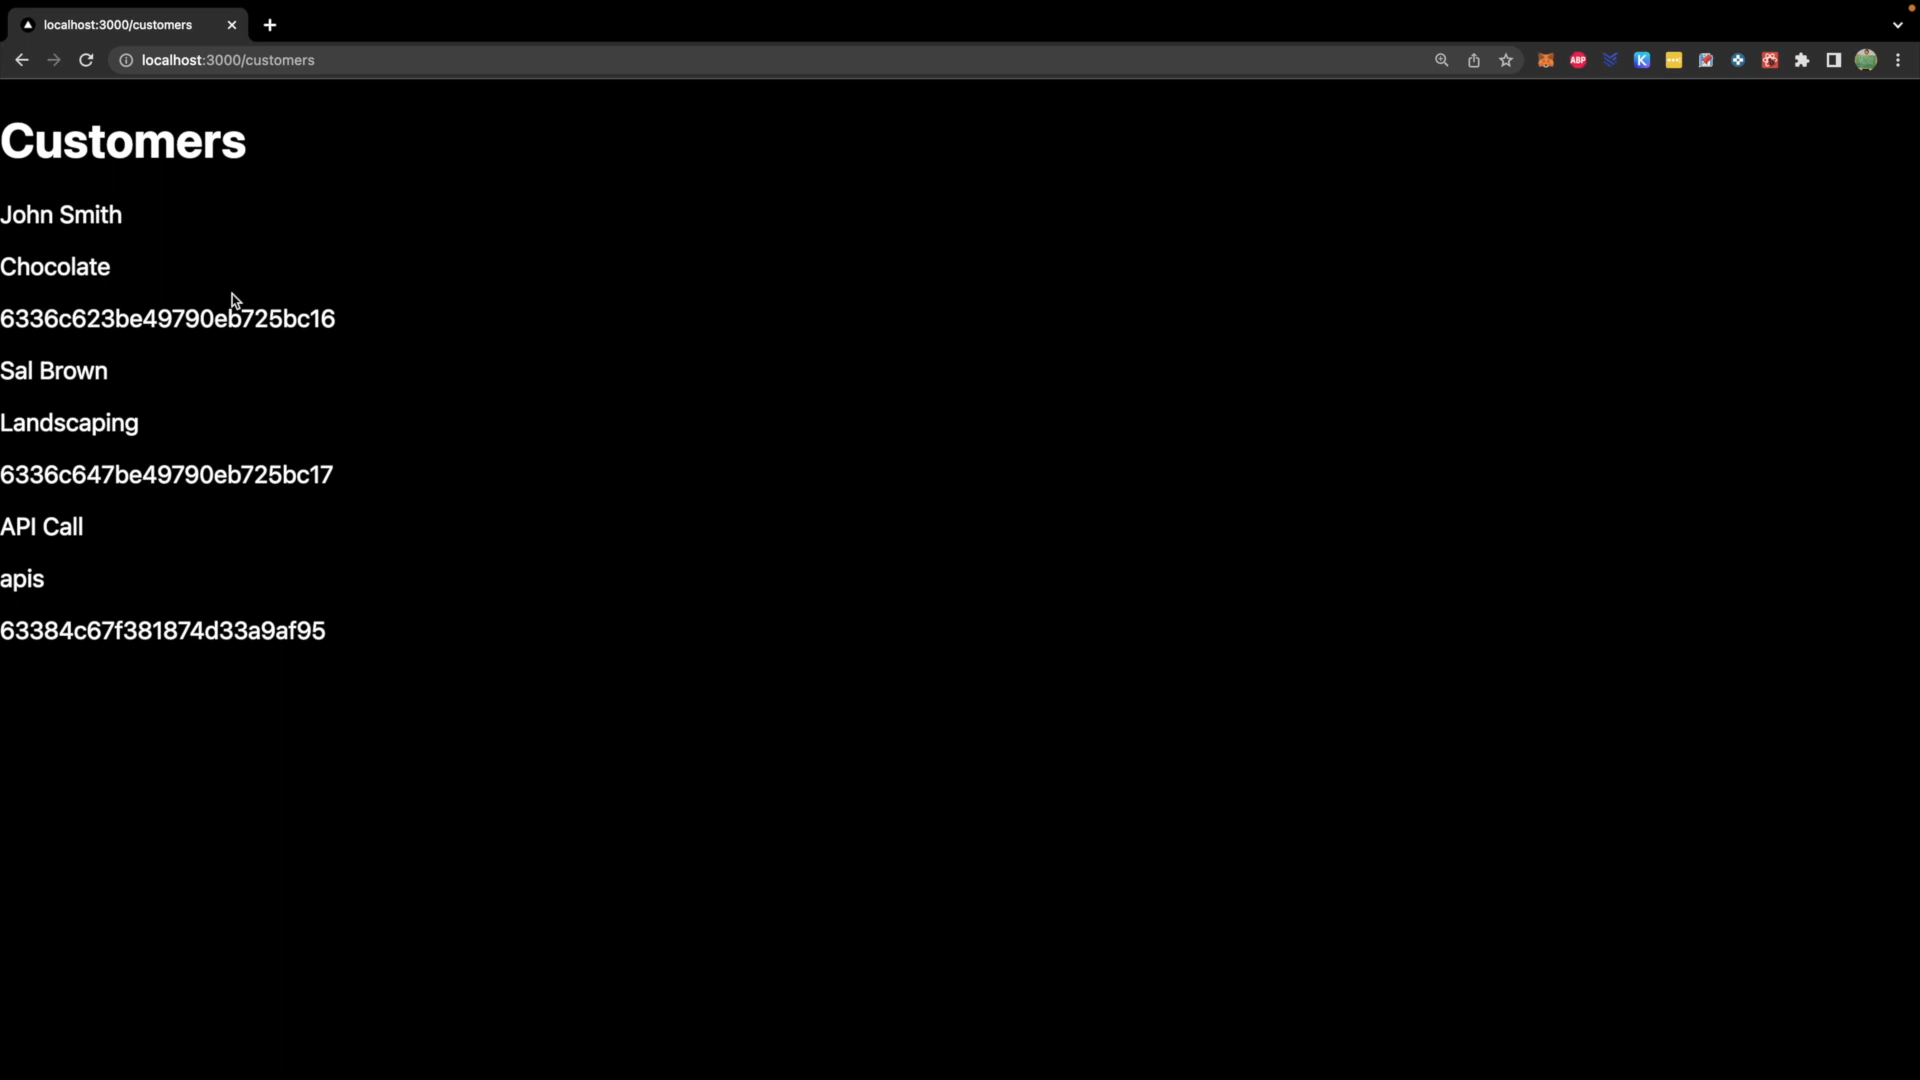 localhost:3000/customers
localhost:3000/customers
ABP
K
Customers
John Smith
Chocolate
6336c623be49790eb725bc16
Sal Brown
Landscaping
6336c647be49790eb725bc17
API Call
apis
63384c67f381874d33a9af95